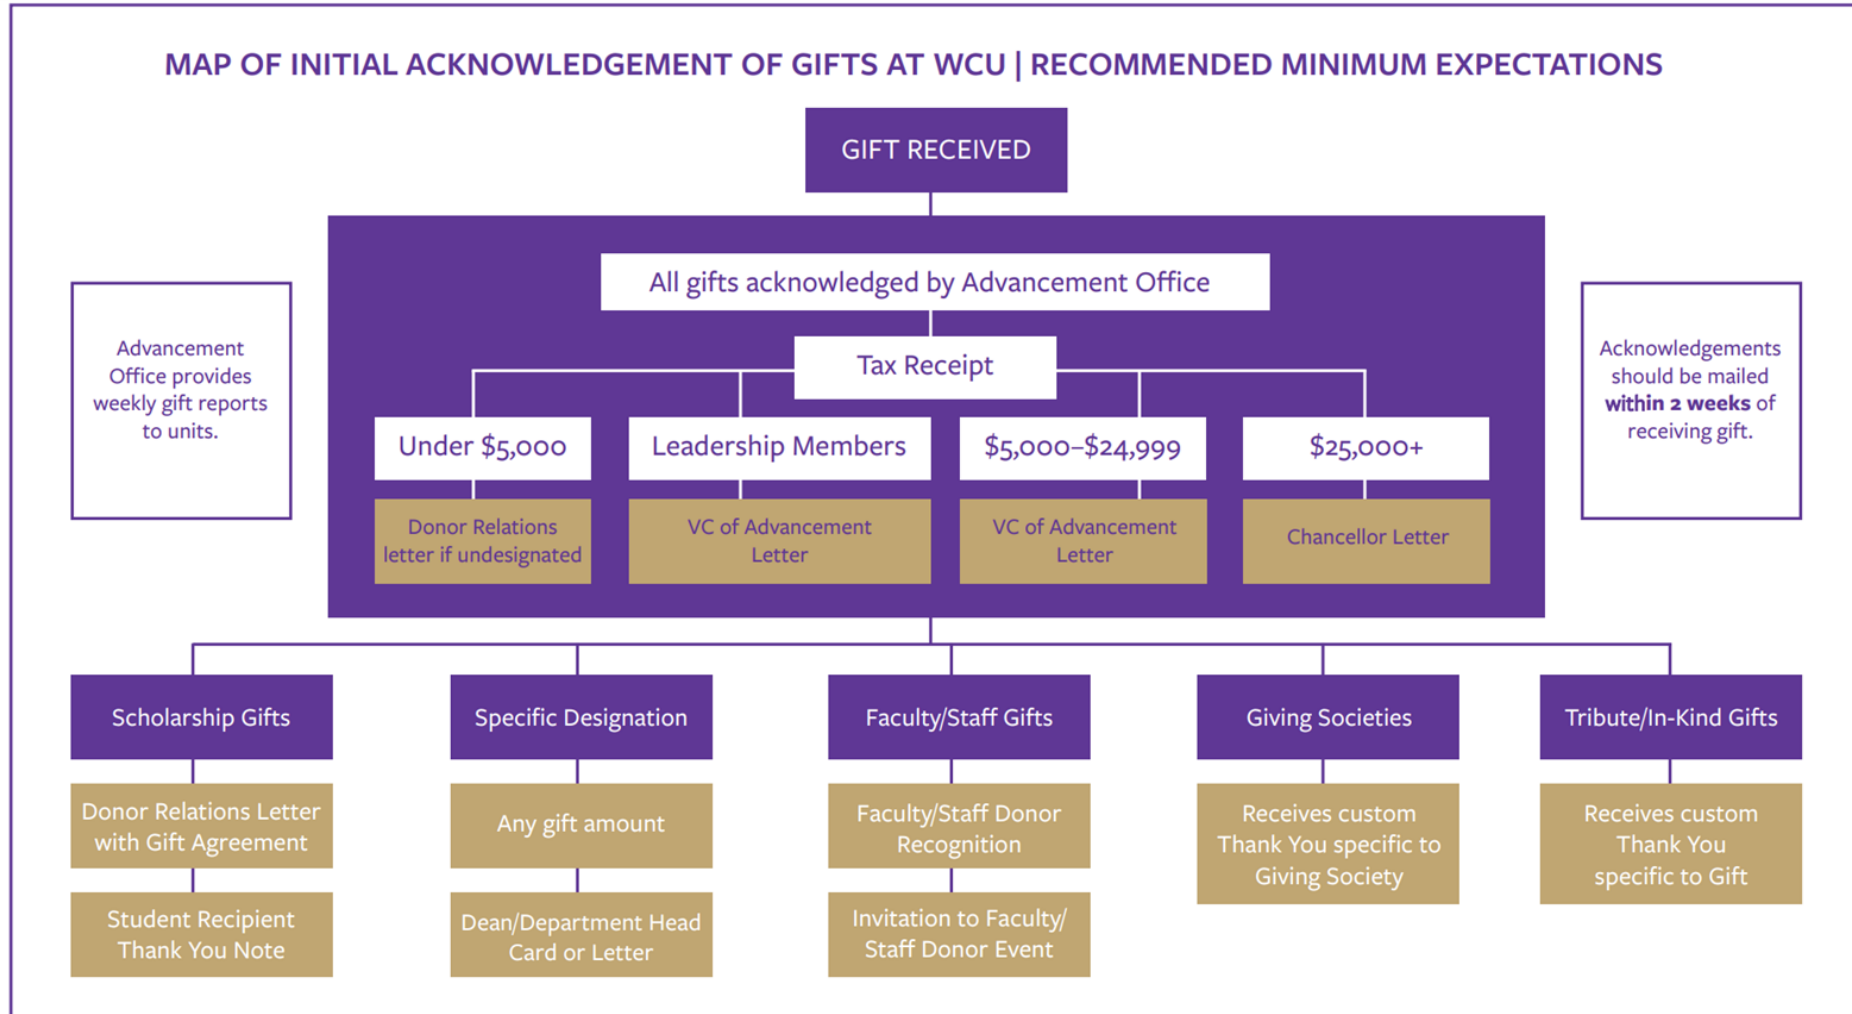 MAP OF INITIAL ACKNOWLEDGEMENT OF GIFTS AT WCU | RECOMMENDED MINIMUM EXPECTATIONS
GIFT RECEIVED
All gifts acknowledged by Advancement Office
Tax Receipt
Advancement
Office provides
weekly gift reports
to units.
Acknowledgements
should be mailed
within 2 weeks of
receiving gift.
Under $5,000
Leadership Members
$5,000–$24,999
$25,000+
Donor Relations
letter if undesignated
VC of Advancement
Letter
VC of Advancement
Letter
Chancellor Letter
Scholarship Gifts
Specific Designation
Faculty/Staff Gifts
Giving Societies
Tribute/In-Kind Gifts
Donor Relations Letter
with Gift Agreement
Any gift amount
Faculty/Staff Donor
Recognition
Receives custom
Thank You specific to
Giving Society
Receives custom
Thank You
specific to Gift
Student Recipient
Thank You Note
Dean/Department Head
Card or Letter
Invitation to Faculty/
Staff Donor Event